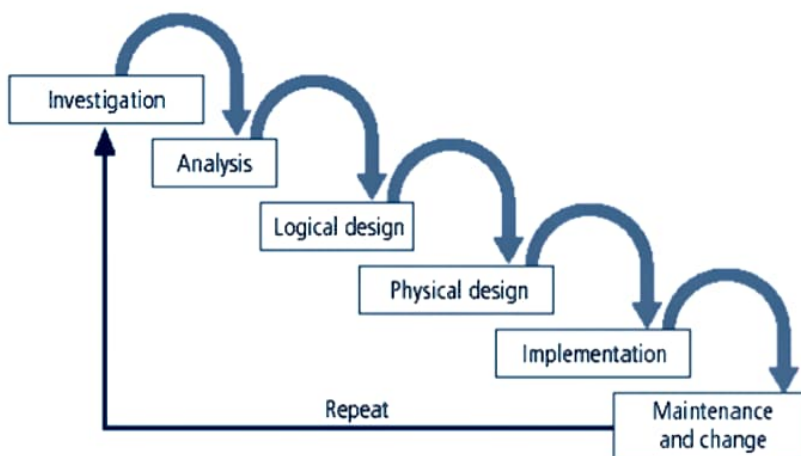 Investigation
Analysis
Logical design
Physical design
Implementation
Maintenance
and change
Repeat